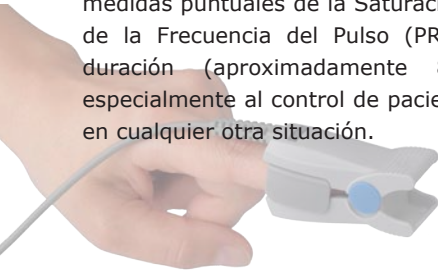 medidas puntuales de la Saturaci
de la Frecuencia del Pulso (PR
duración (aproximadamente
especialmente al control de pacie
en cualquier otra situación.